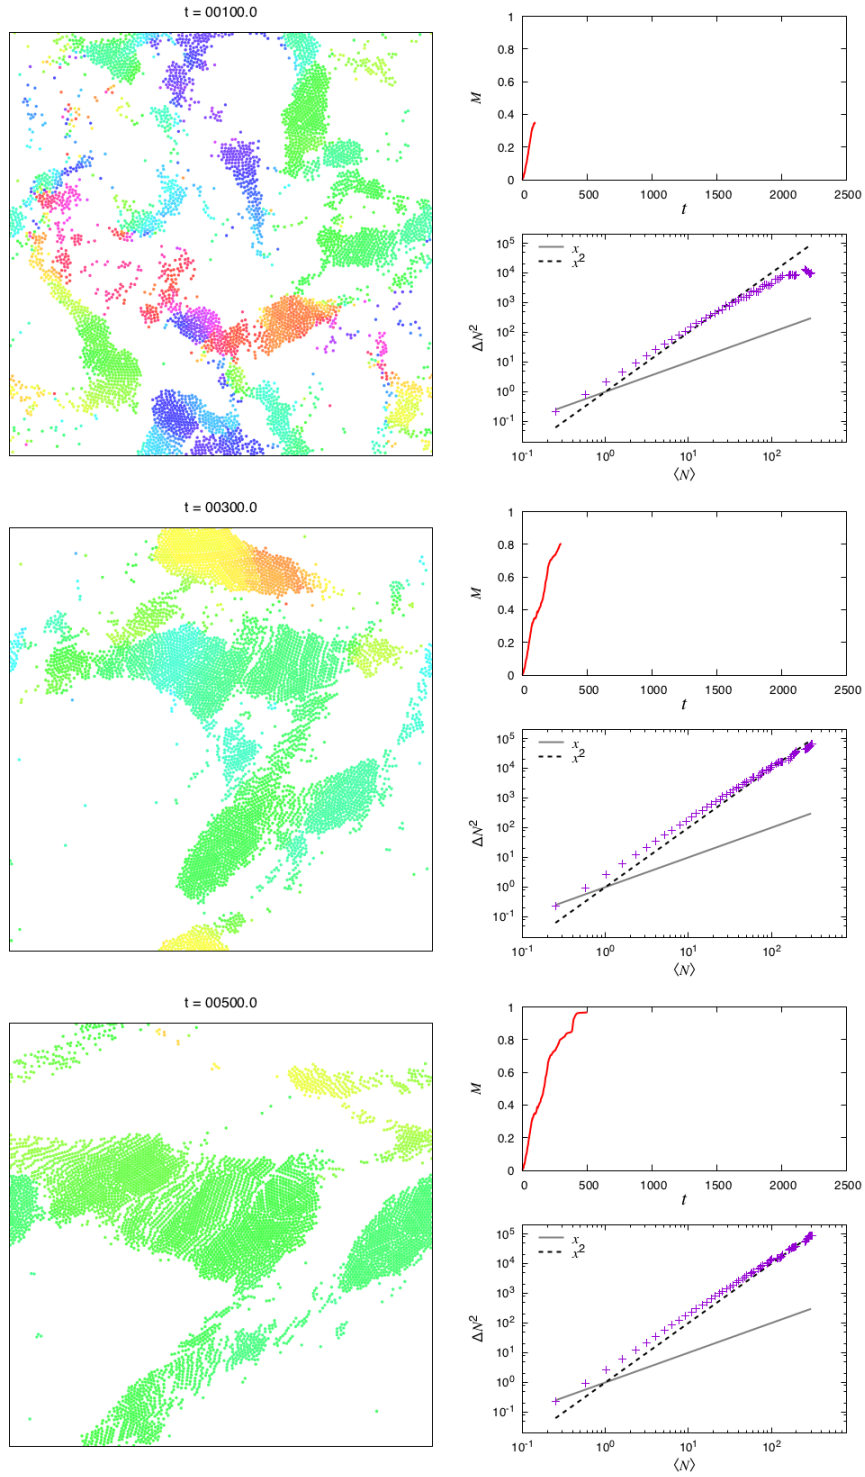 t = 00100.0
1
0.8
0.6
0.4
0.2
0
M
0 500 1000 1500 2000 2500
t
10⁵
10⁴
10³
10²
10¹
10⁰
10⁻¹
ΔN²
x
x²
10⁻¹ 10⁰ 10¹ 10²
⟨N⟩
t = 00300.0
1
0.8
0.6
0.4
0.2
0
M
0 500 1000 1500 2000 2500
t
10⁵
10⁴
10³
10²
10¹
10⁰
10⁻¹
ΔN²
x
x²
10⁻¹ 10⁰ 10¹ 10²
⟨N⟩
t = 00500.0
1
0.8
0.6
0.4
0.2
0
M
0 500 1000 1500 2000 2500
t
10⁵
10⁴
10³
10²
10¹
10⁰
10⁻¹
ΔN²
x
x²
10⁻¹ 10⁰ 10¹ 10²
⟨N⟩